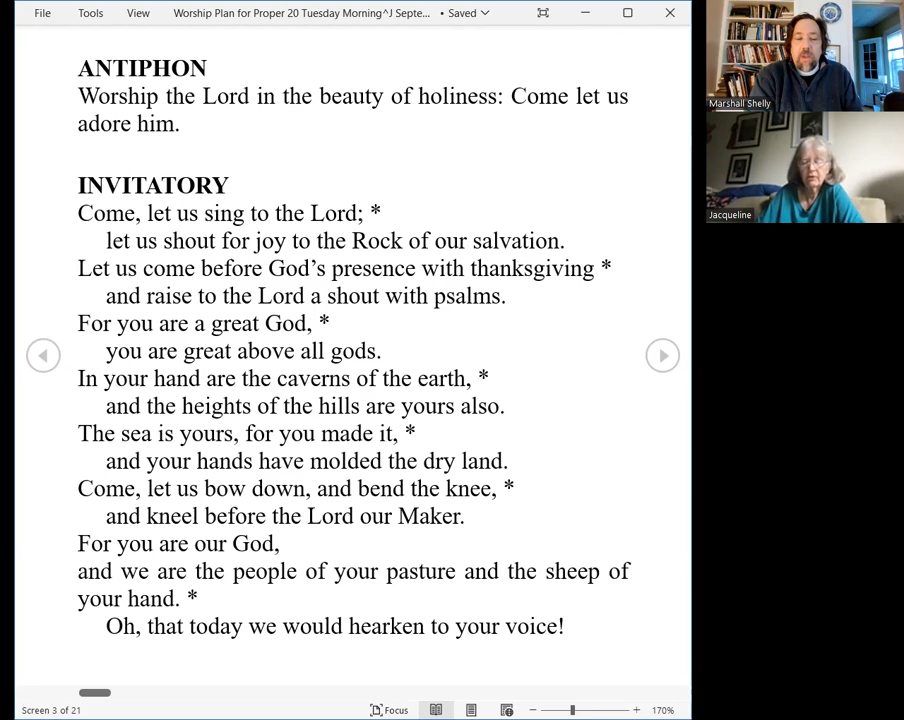 File Tools View Worship Plan for Proper 20 Tuesday Morning^J Septe... • Saved
ANTIPHON
Worship the Lord in the beauty of holiness: Come let us
adore him.
INVITATORY
Come, let us sing to the Lord; *
let us shout for joy to the Rock of our salvation.
Let us come before God’s presence with thanksgiving *
and raise to the Lord a shout with psalms.
For you are a great God, *
you are great above all gods.
In your hand are the caverns of the earth, *
and the heights of the hills are yours also.
The sea is yours, for you made it, *
and your hands have molded the dry land.
Come, let us bow down, and bend the knee, *
and kneel before the Lord our Maker.
For you are our God,
and we are the people of your pasture and the sheep of
your hand. *
Oh, that today we would hearken to your voice!
Screen 3 of 21 Focus 170%
Marshall Shelly
Jacqueline